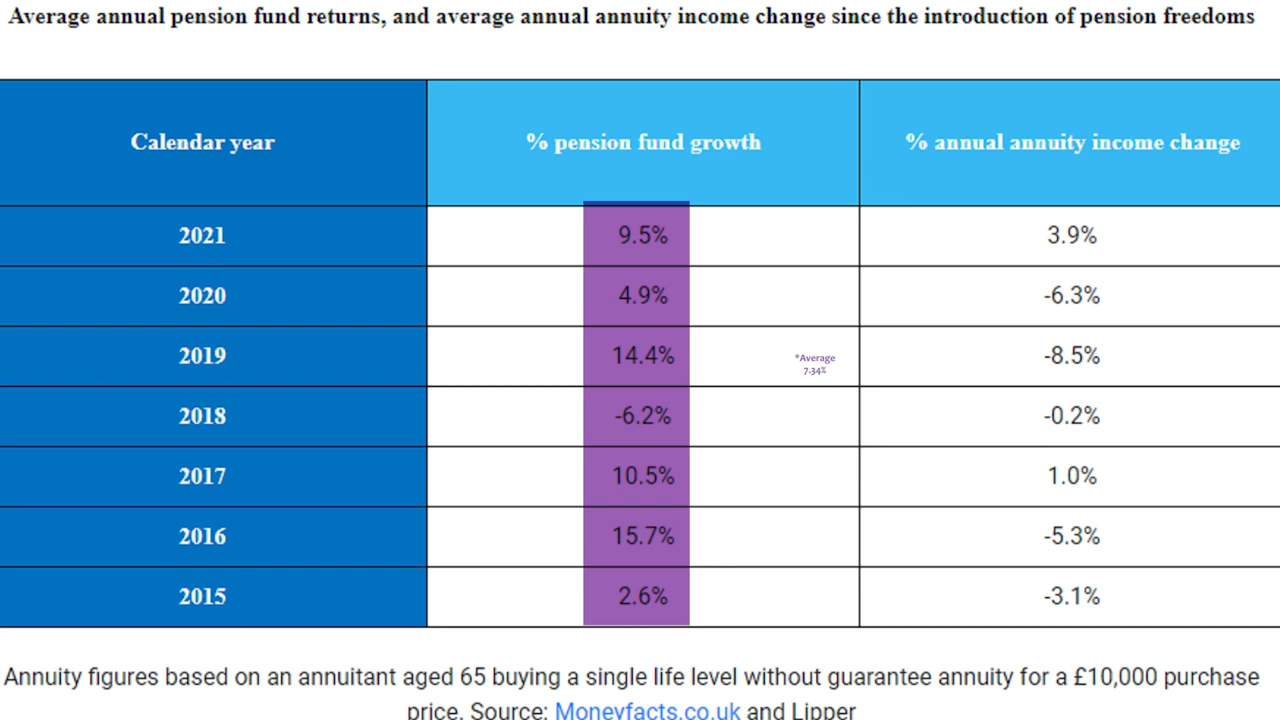 Average annual pension fund returns, and average annual annuity income change since the introduction of pension freedoms
Calendar year % pension fund growth % annual annuity income change
2021 9.5% 3.9%
2020 4.9% -6.3%
2019 14.4% -8.5%
*Average
7.34%
2018 -6.2% -0.2%
2017 10.5% 1.0%
2016 15.7% -5.3%
2015 2.6% -3.1%
Annuity figures based on an annuitant aged 65 buying a single life level without guarantee annuity for a £10,000 purchase
price. Source: Moneyfacts.co.uk and Lipper